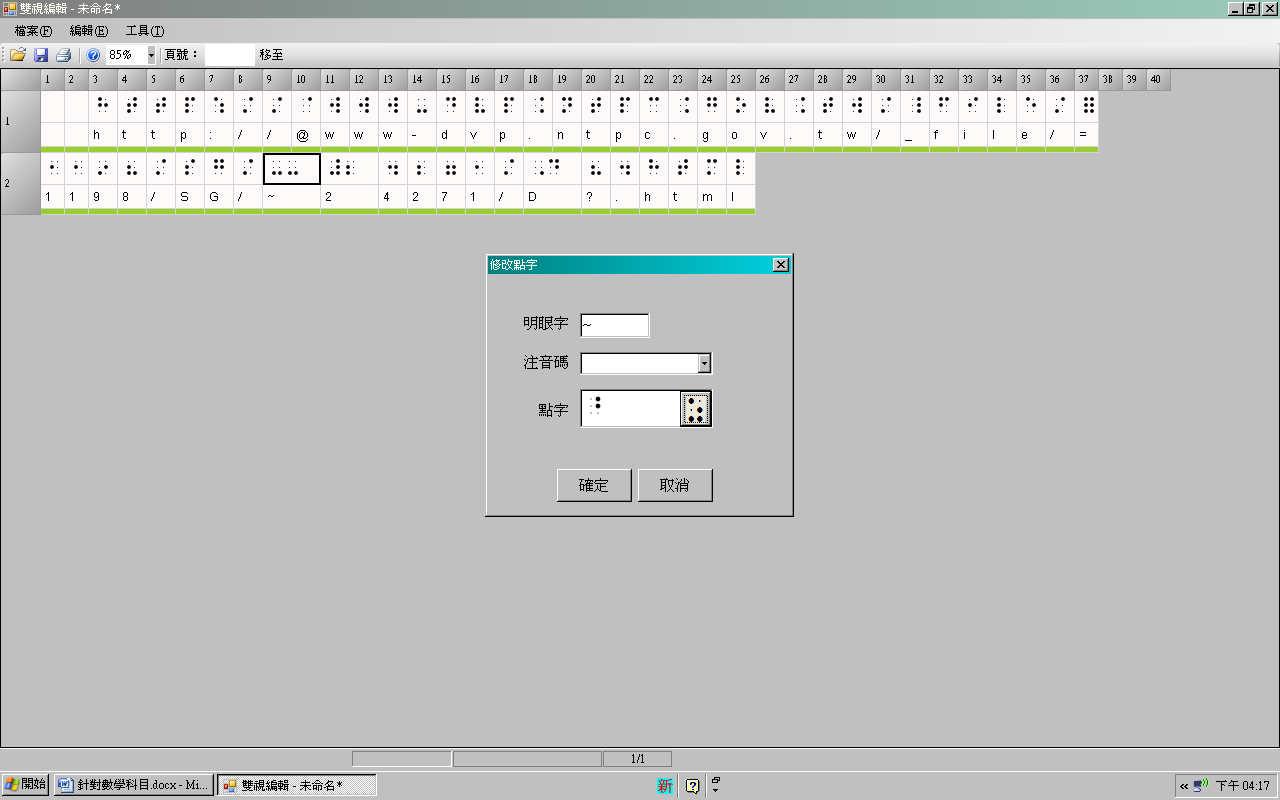 雙視編輯 - 未命名*
檔案(F) 編輯(E) 工具(T)
85% 頁號： 移至
1 2 3 4 5 6 7 8 9 10 11 12 13 14 15 16 17 18 19 20 21 22 23 24 25 26 27 28 29 30 31 32 33 34 35 36 37 38 39 40
1
h t t p : / / @ w w w - d v p . n t p c . g o v . t w / _ f i l e / =
2
1 1 9 8 / S G / ~ 2 4 2 7 1 / D ? . h t m l
修改點字
明眼字 ~
注音碼
點字
確定 取消
1/1
開始 針對數學科目.docx - Mi... 雙視編輯 - 未命名* 新 ? « 下午 04:17